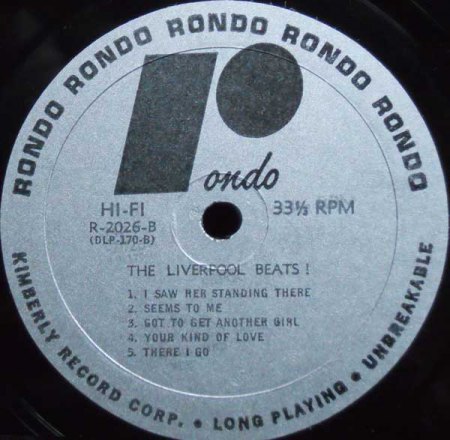 RONDO RONDO RONDO RONDO RONDO RONDO
rondo
HI-FI
33⅓ RPM
R-2026-B
(DLP-170-B)
THE LIVERPOOL BEATS!
1. I SAW HER STANDING THERE
2. SEEMS TO ME
3. GOT TO GET ANOTHER GIRL
4. YOUR KIND OF LOVE
5. THERE I GO
KIMBERLY RECORD CORP. • LONG PLAYING • UNBREAKABLE